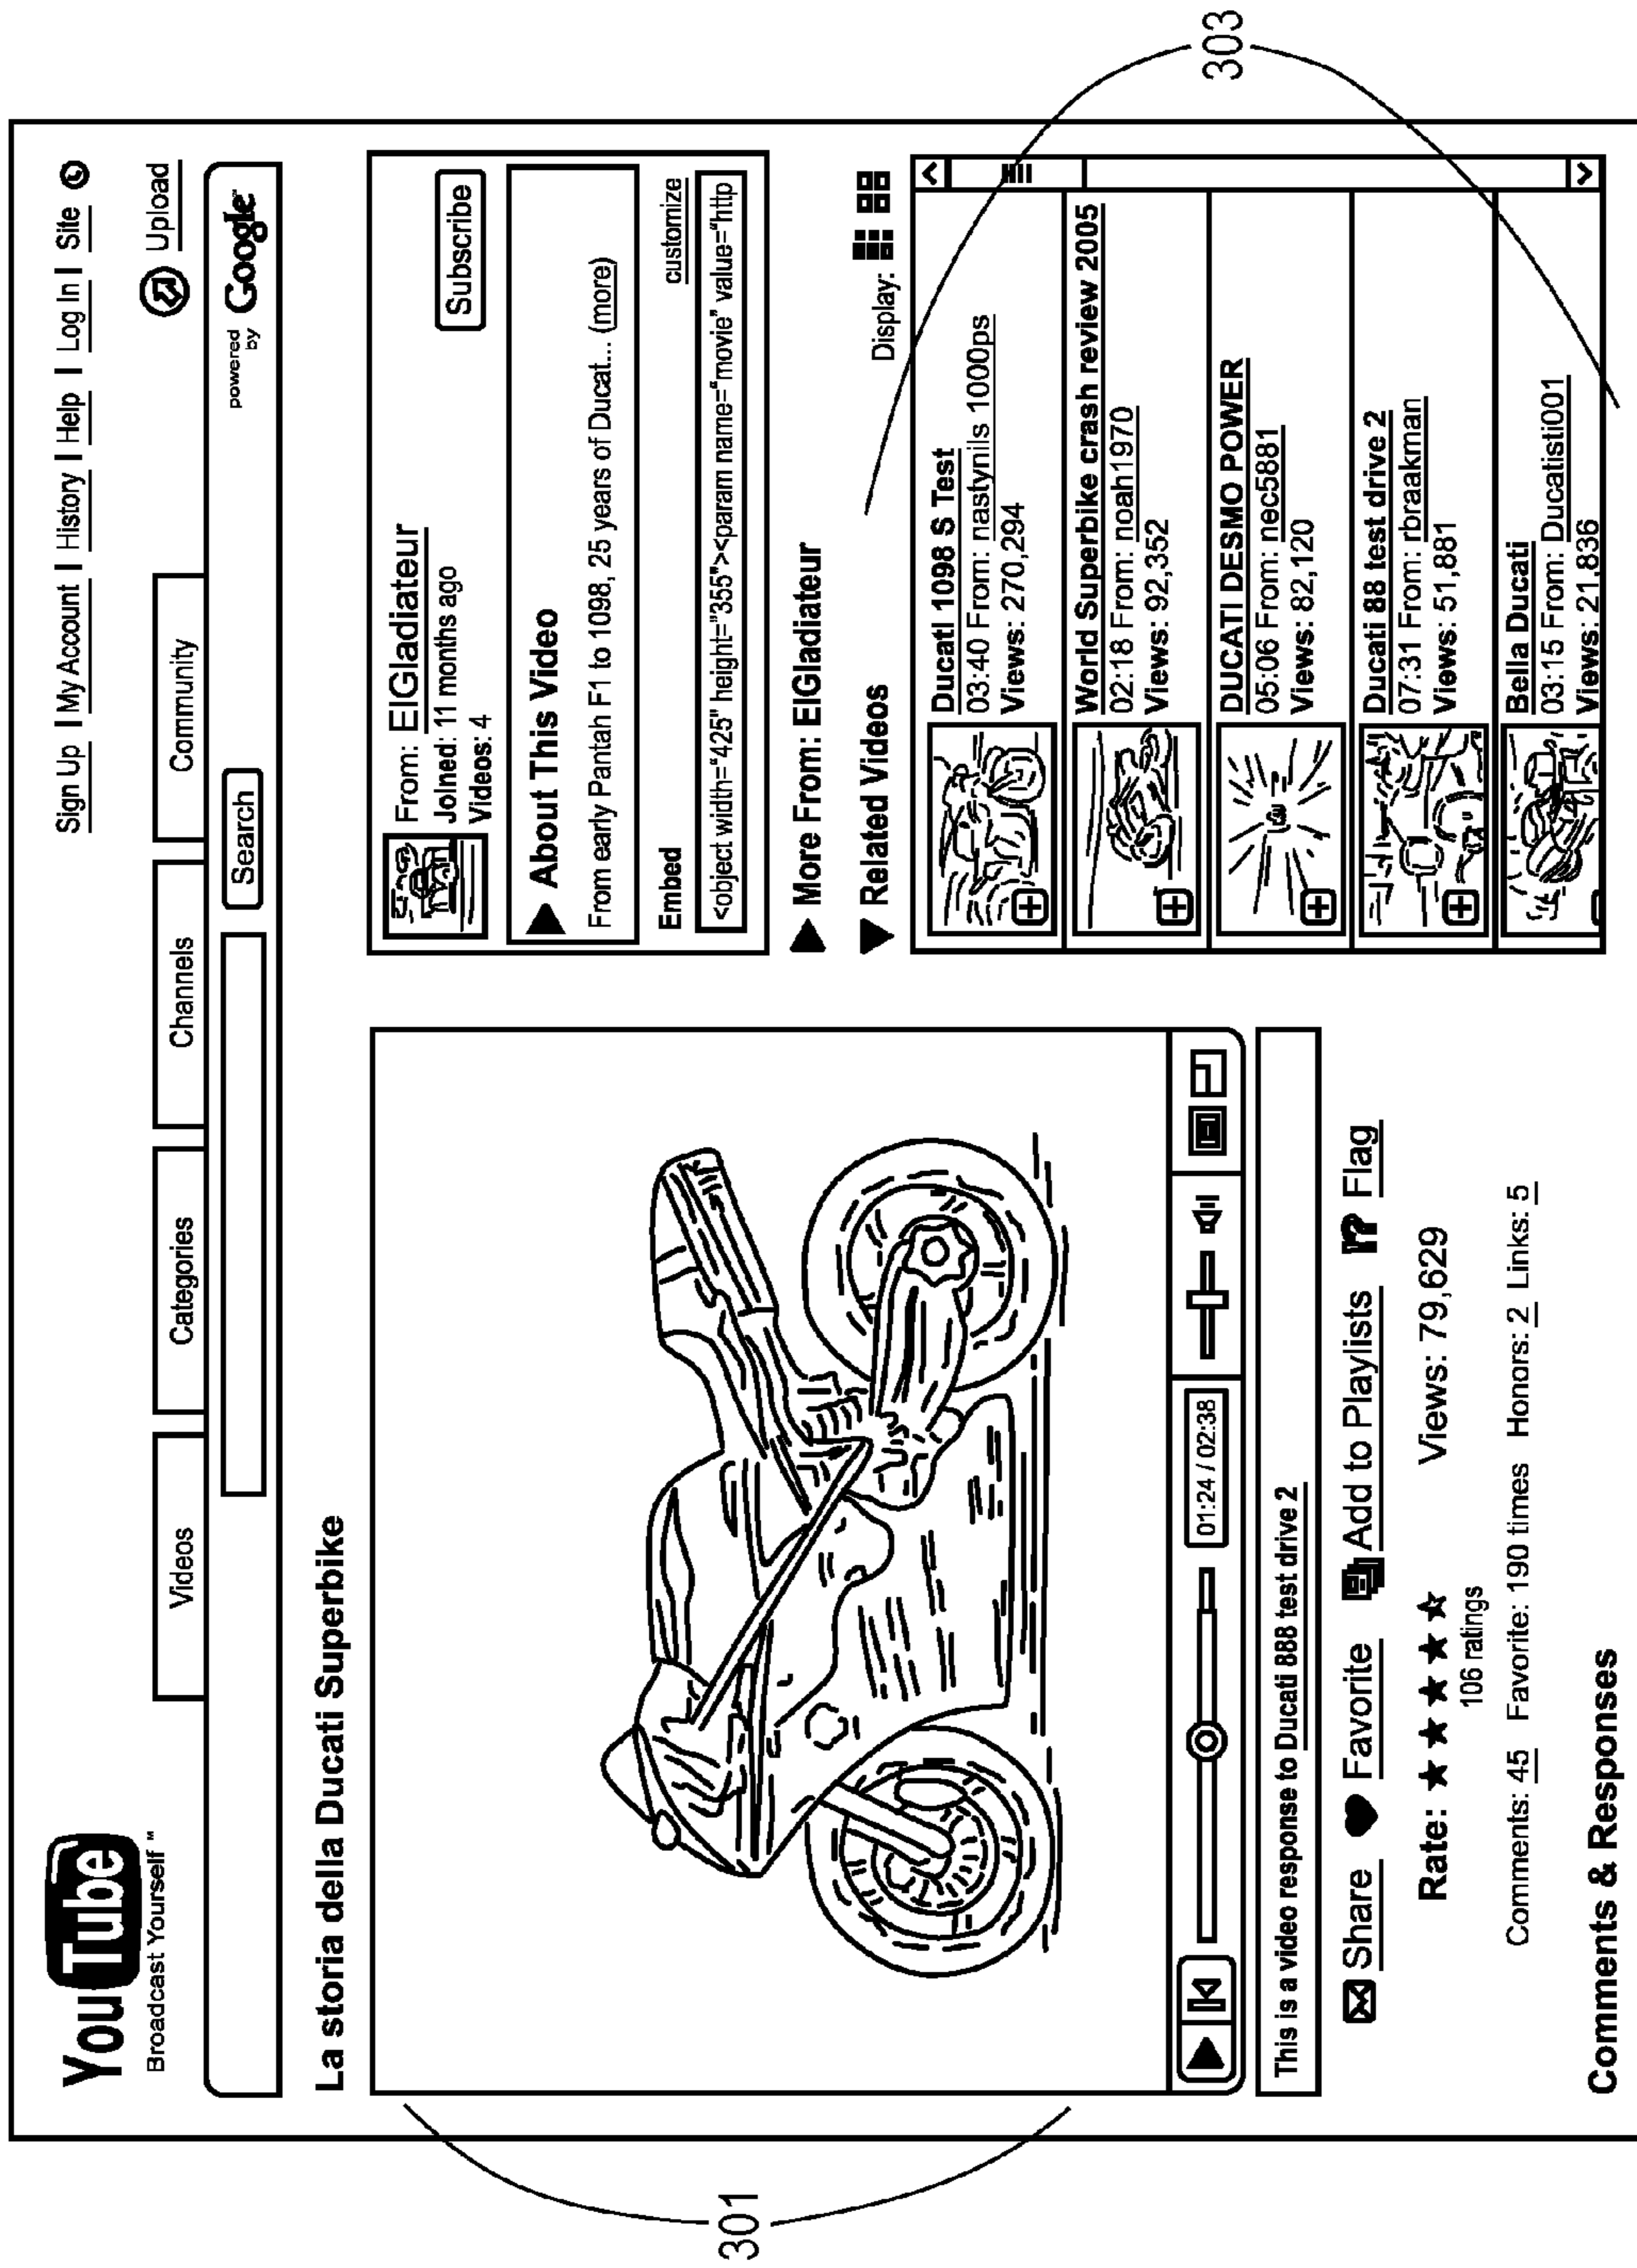 YouTube
Broadcast Yourself ™
Sign Up | My Account | History | Help | Log In | Site
Upload
Videos
Categories
Channels
Community
Search
powered by Google™
La storia della Ducati Superbike
01:24 / 02:38
This is a video response to Ducati 888 test drive 2
Share Favorite Add to Playlists Flag
Rate: Views: 79,629
106 ratings
Comments: 45 Favorite: 190 times Honors: 2 Links: 5
Comments & Responses
From: ElGladiateur
Joined: 11 months ago
Videos: 4
Subscribe
About This Video
From early Pantah F1 to 1098, 25 years of Ducat... (more)
Embed customize
<object width="425" height="355"><param name="movie" value="http
More From: ElGladiateur
Related Videos Display:
Ducati 1098 S Test
03:40 From: nastynils 1000ps
Views: 270,294
World Superbike crash review 2005
02:18 From: noah1970
Views: 92,352
DUCATI DESMO POWER
05:06 From: nec5881
Views: 82,120
Ducati 88 test drive 2
07:31 From: rbraakman
Views: 51,881
Bella Ducati
03:15 From: Ducatisti001
Views: 21,836
301
303